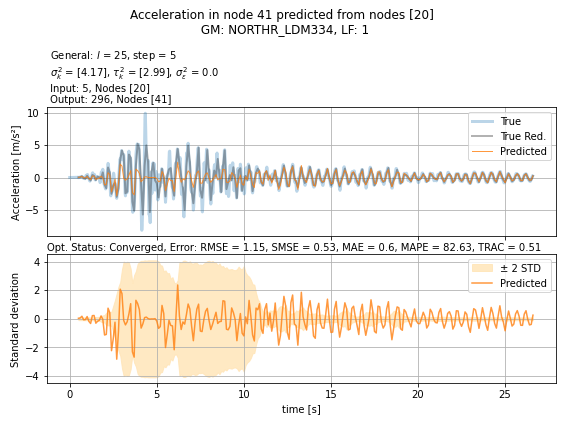 Acceleration in node 41 predicted from nodes [20]
GM: NORTHR_LDM334, LF: 1
General: l = 25, step = 5
σ²ₖ = [4.17], τ²ₖ = [2.99], σ²ε = 0.0
Input: 5, Nodes [20]
Output: 296, Nodes [41]
10
5
0
−5
Acceleration [m/s²]
True
True Red.
Predicted
Opt. Status: Converged, Error: RMSE = 1.15, SMSE = 0.53, MAE = 0.6, MAPE = 82.63, TRAC = 0.51
4
2
0
−2
−4
Standard deviation
± 2 STD
Predicted
0 5 10 15 20 25
time [s]